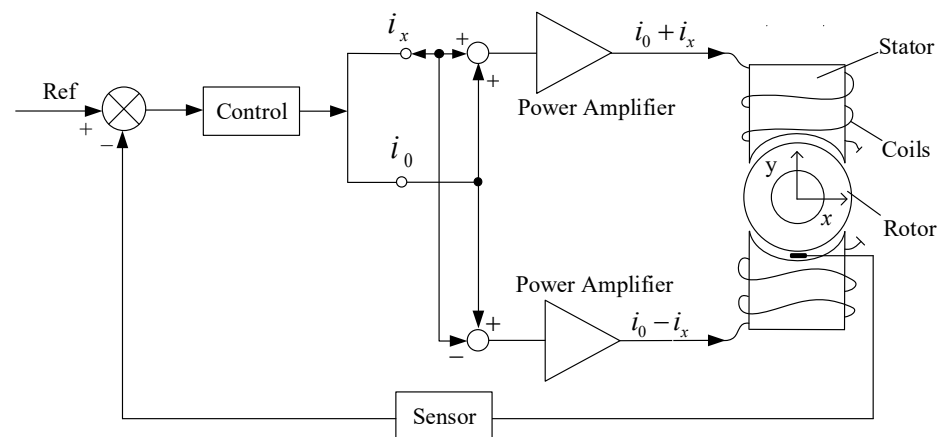 i_x
+
i_0 + i_x
Stator
Ref
+
Control
+
Power Amplifier
−
i_0
Coils
y
x
Rotor
Power Amplifier
+
i_0 − i_x
−
Sensor